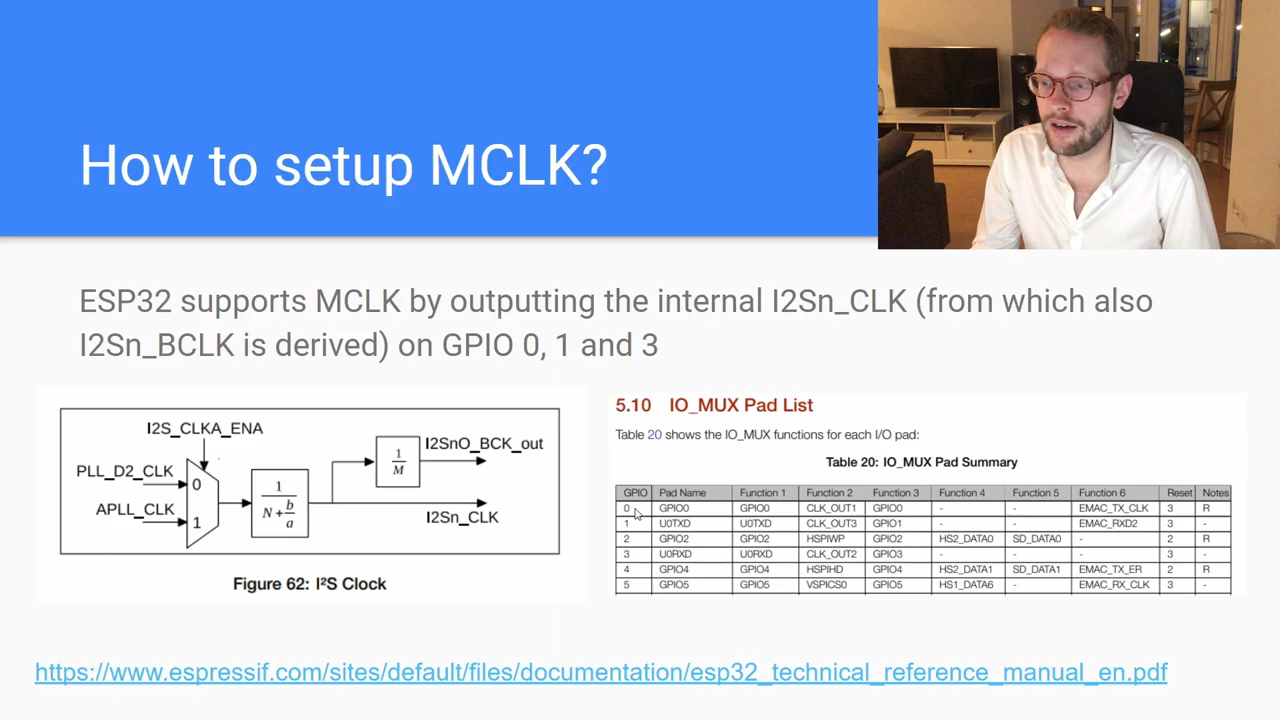 How to setup MCLK?
ESP32 supports MCLK by outputting the internal I2Sn_CLK (from which also
I2Sn_BCLK is derived) on GPIO 0, 1 and 3
I2S_CLKA_ENA
PLL_D2_CLK
0
APLL_CLK
1
1
N+ b
a
1
M
I2SnO_BCK_out
I2Sn_CLK
Figure 62: I²S Clock
5.10 IO_MUX Pad List
Table 20 shows the IO_MUX functions for each I/O pad:
Table 20: IO_MUX Pad Summary
GPIO Pad Name Function 1 Function 2 Function 3 Function 4 Function 5 Function 6 Reset Notes
0 GPIO0 GPIO0 CLK_OUT1 GPIO0 - - EMAC_TX_CLK 3 R
1 U0TXD U0TXD CLK_OUT3 GPIO1 - - EMAC_RXD2 3 -
2 GPIO2 GPIO2 HSPIWP GPIO2 HS2_DATA0 SD_DATA0 - 2 R
3 U0RXD U0RXD CLK_OUT2 GPIO3 - - - 3 -
4 GPIO4 GPIO4 HSPIHD GPIO4 HS2_DATA1 SD_DATA1 EMAC_TX_ER 2 R
5 GPIO5 GPIO5 VSPICS0 GPIO5 HS1_DATA6 - EMAC_RX_CLK 3 -
https://www.espressif.com/sites/default/files/documentation/esp32_technical_reference_manual_en.pdf